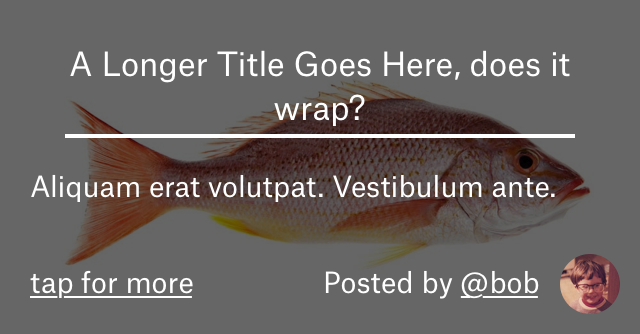 A Longer Title Goes Here, does it
wrap?
Aliquam erat volutpat. Vestibulum ante.
tap for more
Posted by @bob